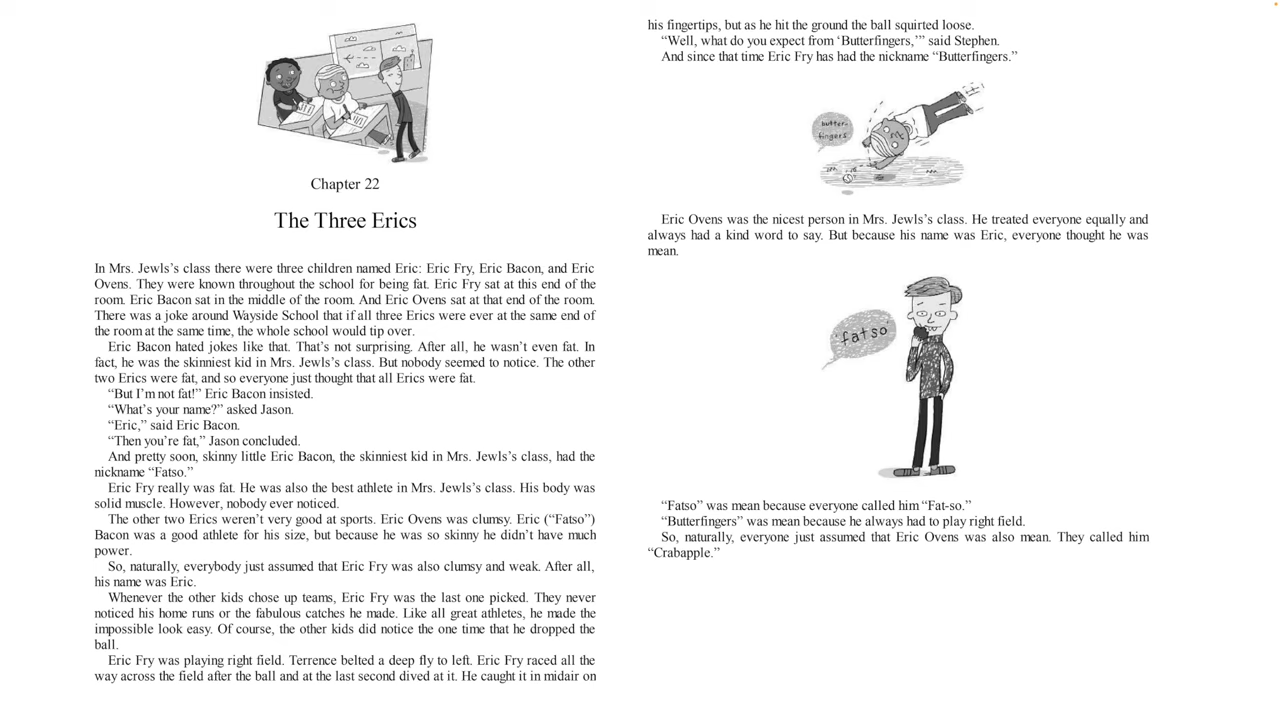 Chapter 22
The Three Erics
In Mrs. Jewls’s class there were three children named Eric: Eric Fry, Eric Bacon, and Eric
Ovens. They were known throughout the school for being fat. Eric Fry sat at this end of the
room. Eric Bacon sat in the middle of the room. And Eric Ovens sat at that end of the room.
There was a joke around Wayside School that if all three Erics were ever at the same end of
the room at the same time, the whole school would tip over.
Eric Bacon hated jokes like that. That’s not surprising. After all, he wasn’t even fat. In
fact, he was the skinniest kid in Mrs. Jewls’s class. But nobody seemed to notice. The other
two Erics were fat, and so everyone just thought that all Erics were fat.
“But I’m not fat!” Eric Bacon insisted.
“What’s your name?” asked Jason.
“Eric,” said Eric Bacon.
“Then you’re fat,” Jason concluded.
And pretty soon, skinny little Eric Bacon, the skinniest kid in Mrs. Jewls’s class, had the
nickname “Fatso.”
Eric Fry really was fat. He was also the best athlete in Mrs. Jewls’s class. His body was
solid muscle. However, nobody ever noticed.
The other two Erics weren’t very good at sports. Eric Ovens was clumsy. Eric (“Fatso”)
Bacon was a good athlete for his size, but because he was so skinny he didn’t have much
power.
So, naturally, everybody just assumed that Eric Fry was also clumsy and weak. After all,
his name was Eric.
Whenever the other kids chose up teams, Eric Fry was the last one picked. They never
noticed his home runs or the fabulous catches he made. Like all great athletes, he made the
impossible look easy. Of course, the other kids did notice the one time that he dropped the
ball.
Eric Fry was playing right field. Terrence belted a deep fly to left. Eric Fry raced all the
way across the field after the ball and at the last second dived at it. He caught it in midair on
his fingertips, but as he hit the ground the ball squirted loose.
“Well, what do you expect from ‘Butterfingers,’” said Stephen.
And since that time Eric Fry has had the nickname “Butterfingers.”
butter-
fingers
Eric Ovens was the nicest person in Mrs. Jewls’s class. He treated everyone equally and
always had a kind word to say. But because his name was Eric, everyone thought he was
mean.
‘fatso’
“Fatso” was mean because everyone called him “Fat-so.”
“Butterfingers” was mean because he always had to play right field.
So, naturally, everyone just assumed that Eric Ovens was also mean. They called him
“Crabapple.”